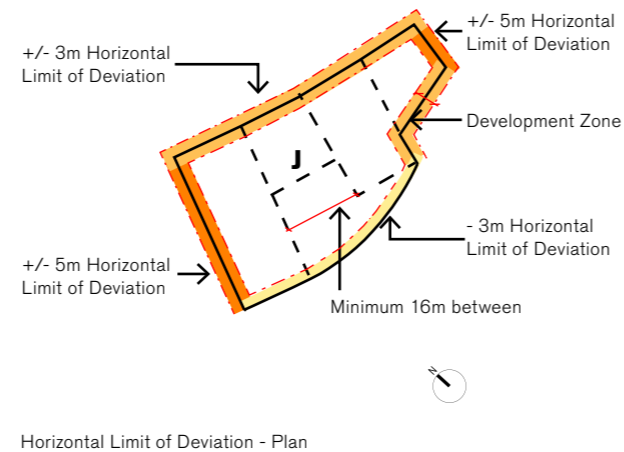 +/- 5m Horizontal
Limit of Deviation
+/- 3m Horizontal
Limit of Deviation
Development Zone
J
- 3m Horizontal
Limit of Deviation
+/- 5m Horizontal
Limit of Deviation
Minimum 16m between
N
Horizontal Limit of Deviation - Plan